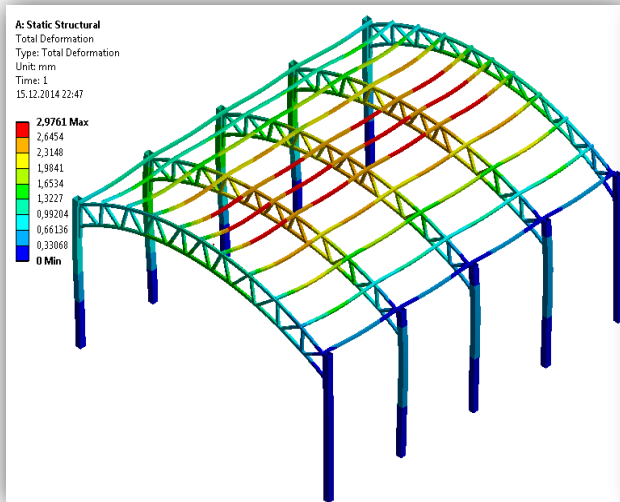 A: Static Structural
Total Deformation
Type: Total Deformation
Unit: mm
Time: 1
15.12.2014 22:47
2,9761 Max
2,6454
2,3148
1,9841
1,6534
1,3227
0,99204
0,66136
0,33068
0 Min